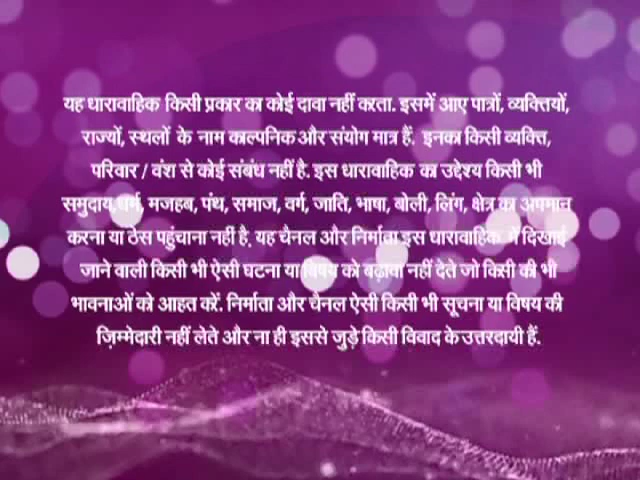 यह धारावाहिक किसी प्रकार का कोई दावा नहीं करता. इसमें आए पात्रों, व्यक्तियों,
राज्यों, स्थलों के नाम काल्पनिक और संयोग मात्र हैं. इनका किसी व्यक्ति,
परिवार / वंश से कोई संबंध नहीं है. इस धारावाहिक का उद्देश्य किसी भी
समुदाय,धर्म, मजहब, पंथ, समाज, वर्ग, जाति, भाषा, बोली, लिंग, क्षेत्र का अपमान
करना या ठेस पहुंचाना नहीं है, यह चैनल और निर्माता इस धारावाहिक में दिखाई
जाने वाली किसी भी ऐसी घटना या विषय को बढ़ावा नहीं देते जो किसी की भी
भावनाओं को आहत करें. निर्माता और चैनल ऐसी किसी भी सूचना या विषय की
ज़िम्मेदारी नहीं लेते और ना ही इससे जुड़े किसी विवाद के उत्तरदायी हैं.